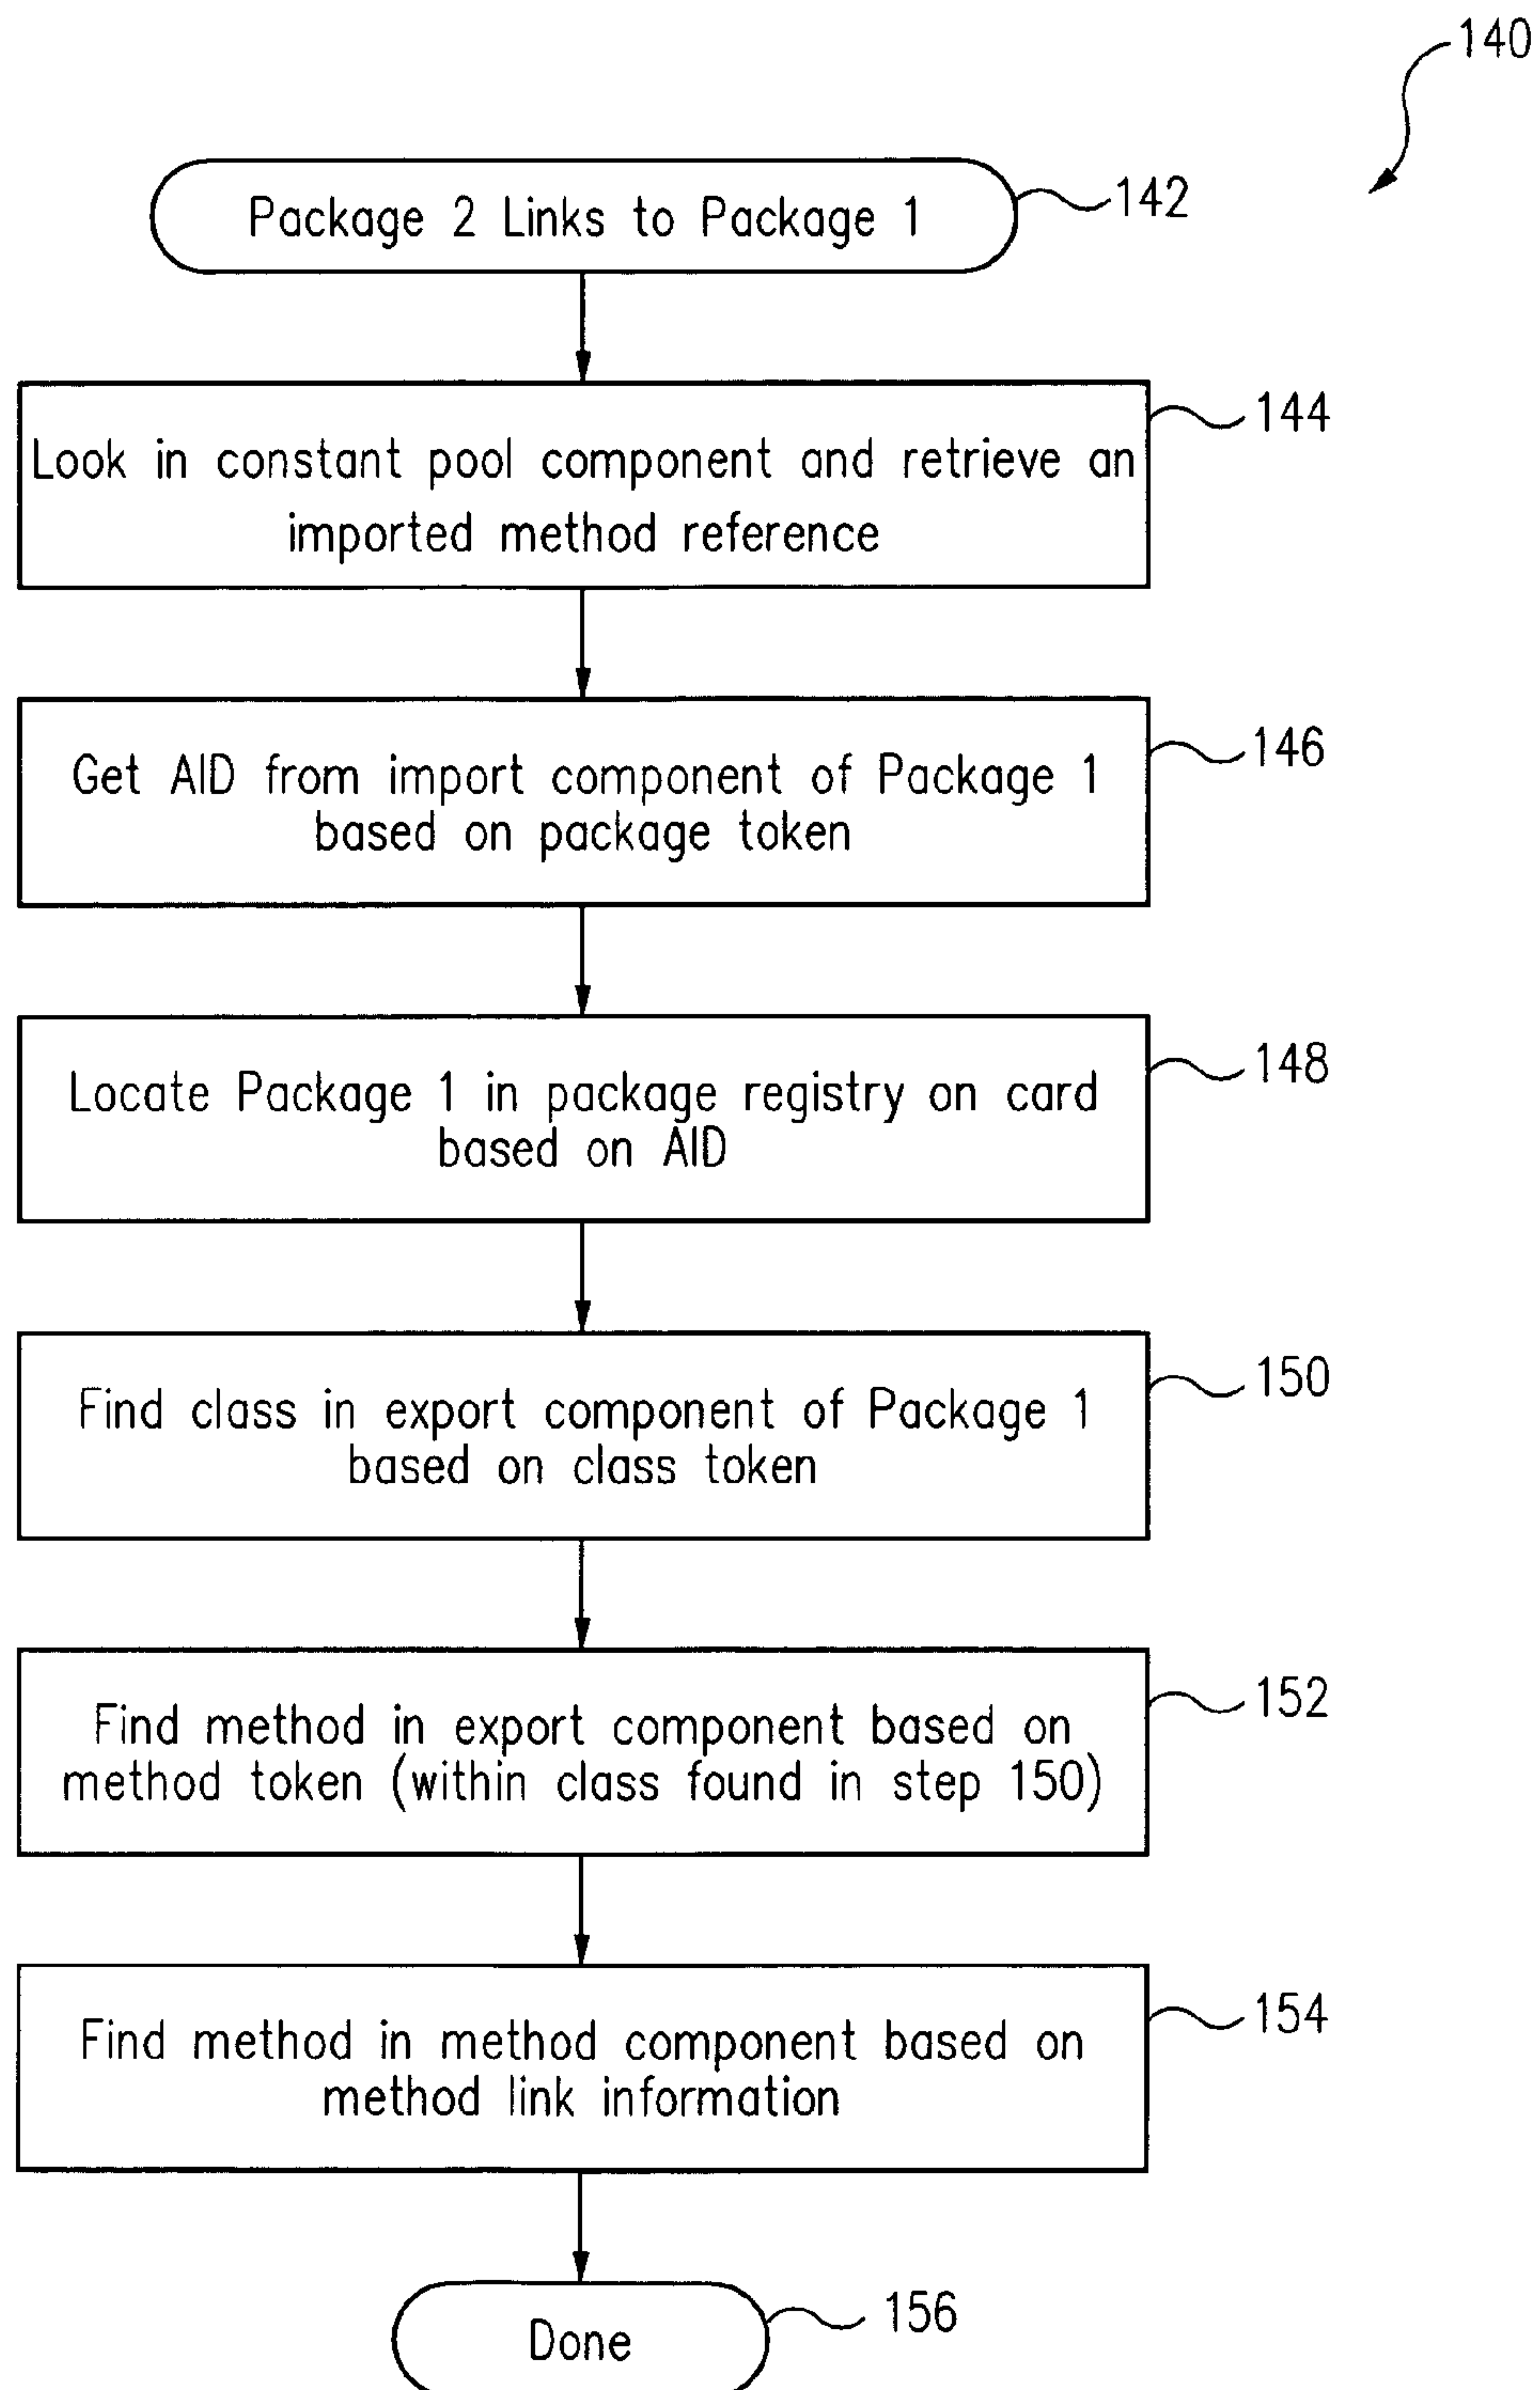 140
Package 2 Links to Package 1
142
144
Look in constant pool component and retrieve an
imported method reference
146
Get AID from import component of Package 1
based on package token
148
Locate Package 1 in package registry on card
based on AID
150
Find class in export component of Package 1
based on class token
152
Find method in export component based on
method token (within class found in step 150)
154
Find method in method component based on
method link information
156
Done